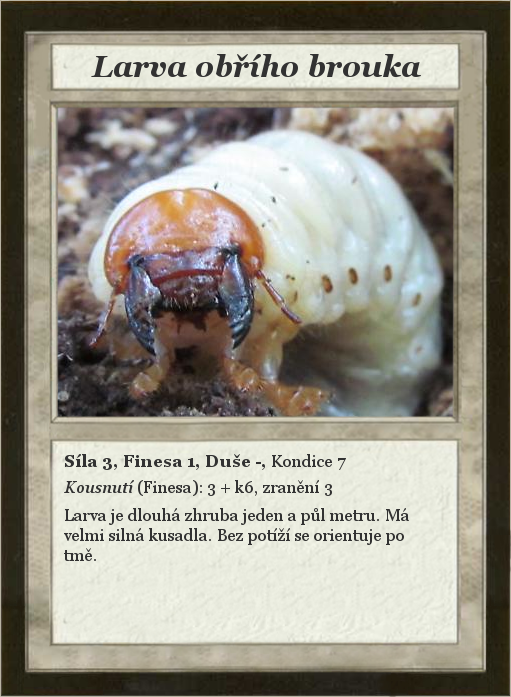 Larva obřího brouka
Síla 3, Finesa 1, Duše -, Kondice 7
Kousnutí (Finesa): 3 + k6, zranění 3
Larva je dlouhá zhruba jeden a půl metru. Má
velmi silná kusadla. Bez potíží se orientuje po
tmě.